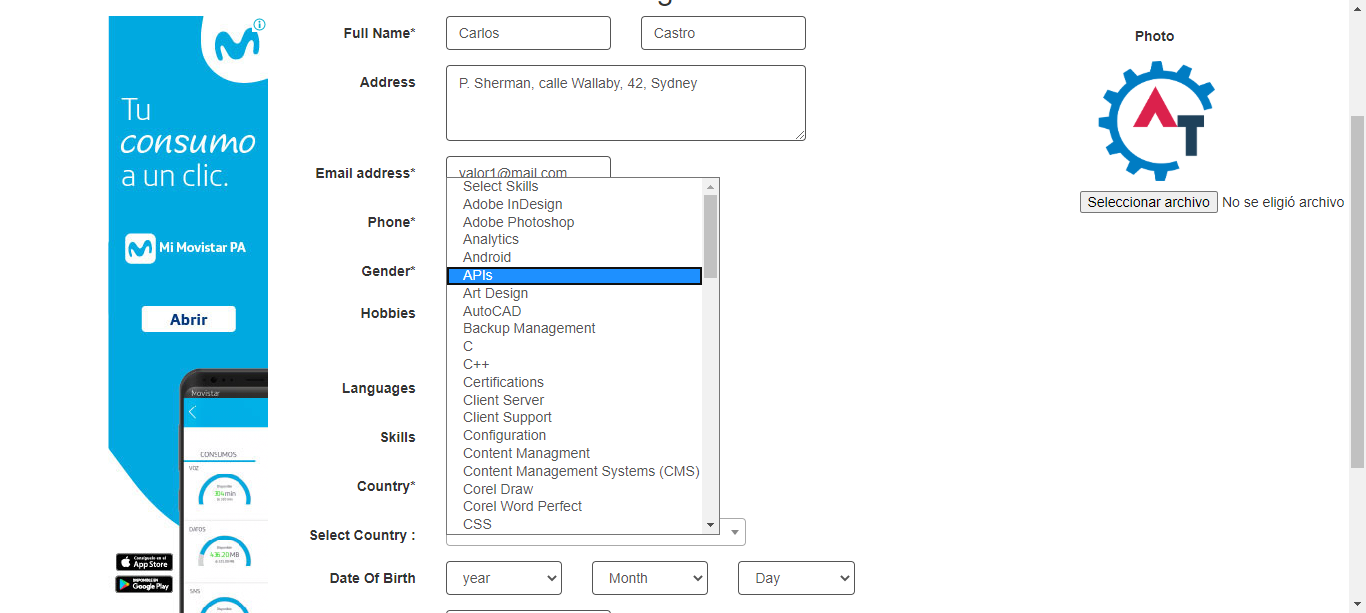 Full Name*
Carlos
Castro
Address
P. Sherman, calle Wallaby, 42, Sydney
Email address*
valor1@mail.com
Phone*
Gender*
Hobbies
Languages
Skills
Country*
Select Country :
Date Of Birth
year
Month
Day
Select Skills
Adobe InDesign
Adobe Photoshop
Analytics
Android
APIs
Art Design
AutoCAD
Backup Management
C
C++
Certifications
Client Server
Client Support
Configuration
Content Managment
Content Management Systems (CMS)
Corel Draw
Corel Word Perfect
CSS
Photo
AT
Seleccionar archivo No se eligió archivo
Tu
consumo
a un clic.
Mi Movistar PA
Abrir
Movistar
CONSUMOS
VOZ
DATOS
436.20 MB
SMS
App Store
Google Play